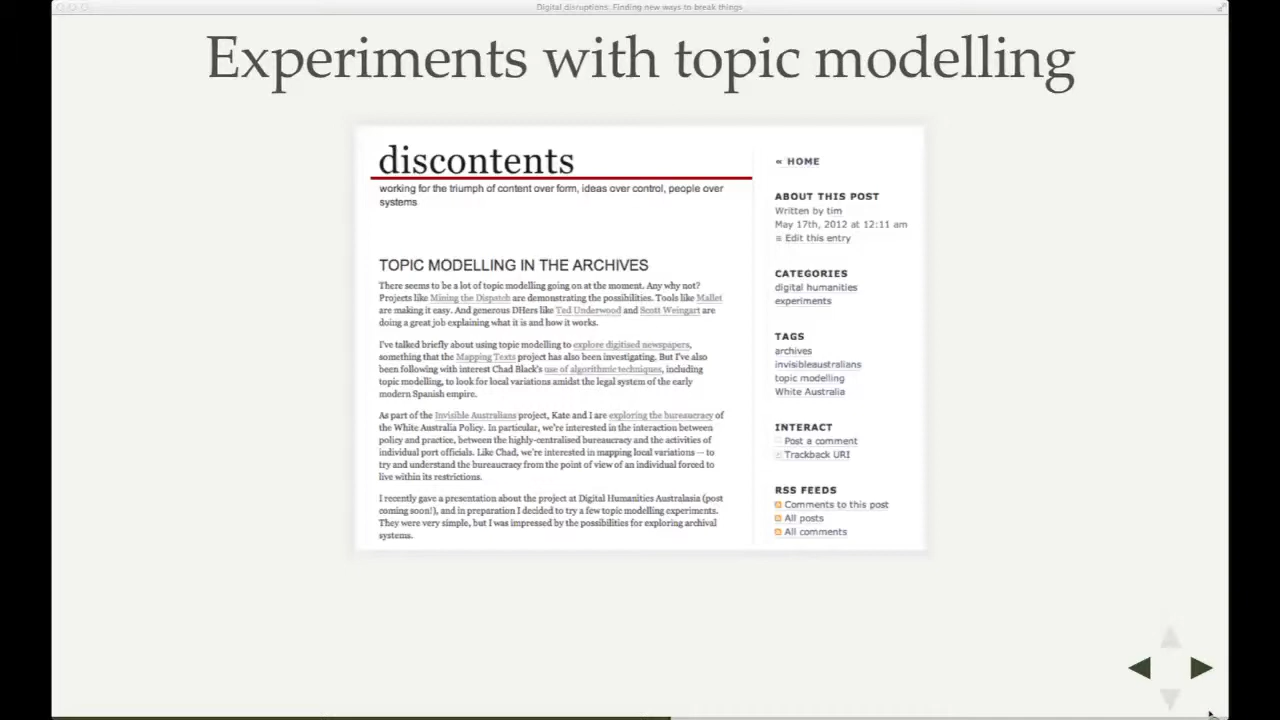 Digital disruptions: Finding new ways to break things
Experiments with topic modelling
discontents
working for the triumph of content over form, ideas over control, people over
systems
TOPIC MODELLING IN THE ARCHIVES
There seems to be a lot of topic modelling going on at the moment. Any why not?
Projects like Mining the Dispatch are demonstrating the possibilities. Tools like Mallet
are making it easy. And generous DHers like Ted Underwood and Scott Weingart are
doing a great job explaining what it is and how it works.
I've talked briefly about using topic modelling to explore digitised newspapers,
something that the Mapping Texts project has also been investigating. But I've also
been following with interest Chad Black's use of algorithmic techniques, including
topic modelling, to look for local variations amidst the legal system of the early
modern Spanish empire.
As part of the Invisible Australians project, Kate and I are exploring the bureaucracy of
the White Australia Policy. In particular, we're interested in the interaction between
policy and practice, between the highly-centralised bureaucracy and the activities of
individual port officials. Like Chad, we're interested in mapping local variations — to
try and understand the bureaucracy from the point of view of an individual forced to
live within its restrictions.
I recently gave a presentation about the project at Digital Humanities Australasia (post
coming soon!), and in preparation I decided to try a few topic modelling experiments.
They were very simple, but I was impressed by the possibilities for exploring archival
systems.
« HOME
ABOUT THIS POST
Written by tim
May 17th, 2012 at 12:11 am
≡ Edit this entry
CATEGORIES
digital humanities
experiments
TAGS
archives
invisibleaustralians
topic modelling
White Australia
INTERACT
Post a comment
Trackback URI
RSS FEEDS
Comments to this post
All posts
All comments